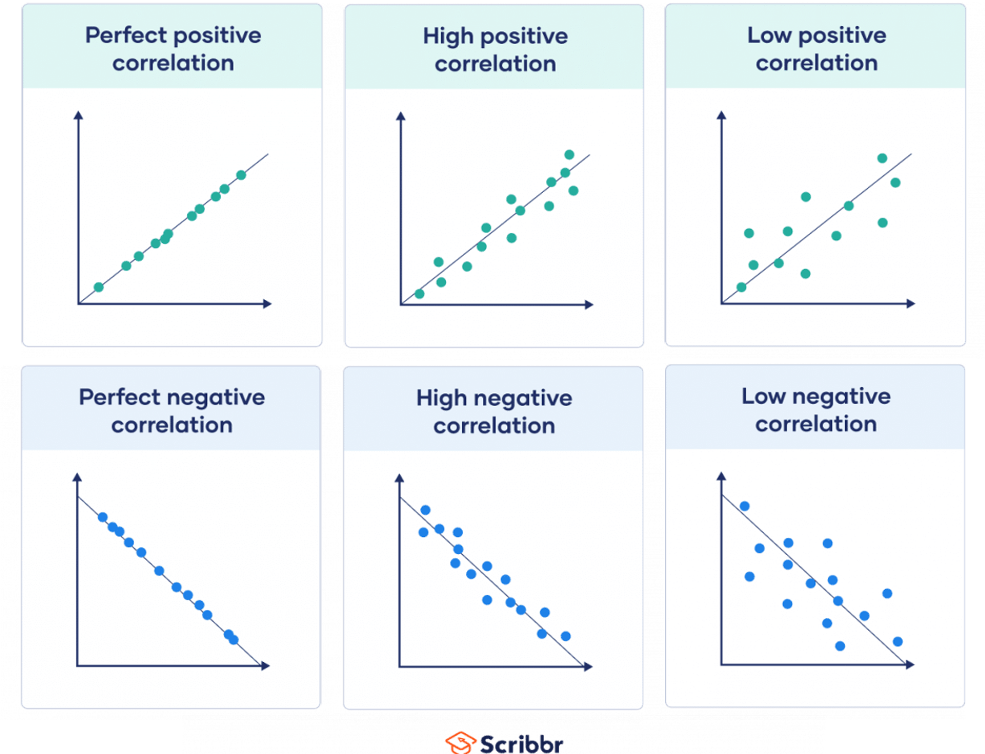 Perfect positive
correlation
High positive
correlation
Low positive
correlation
Perfect negative
correlation
High negative
correlation
Low negative
correlation
Scribbr